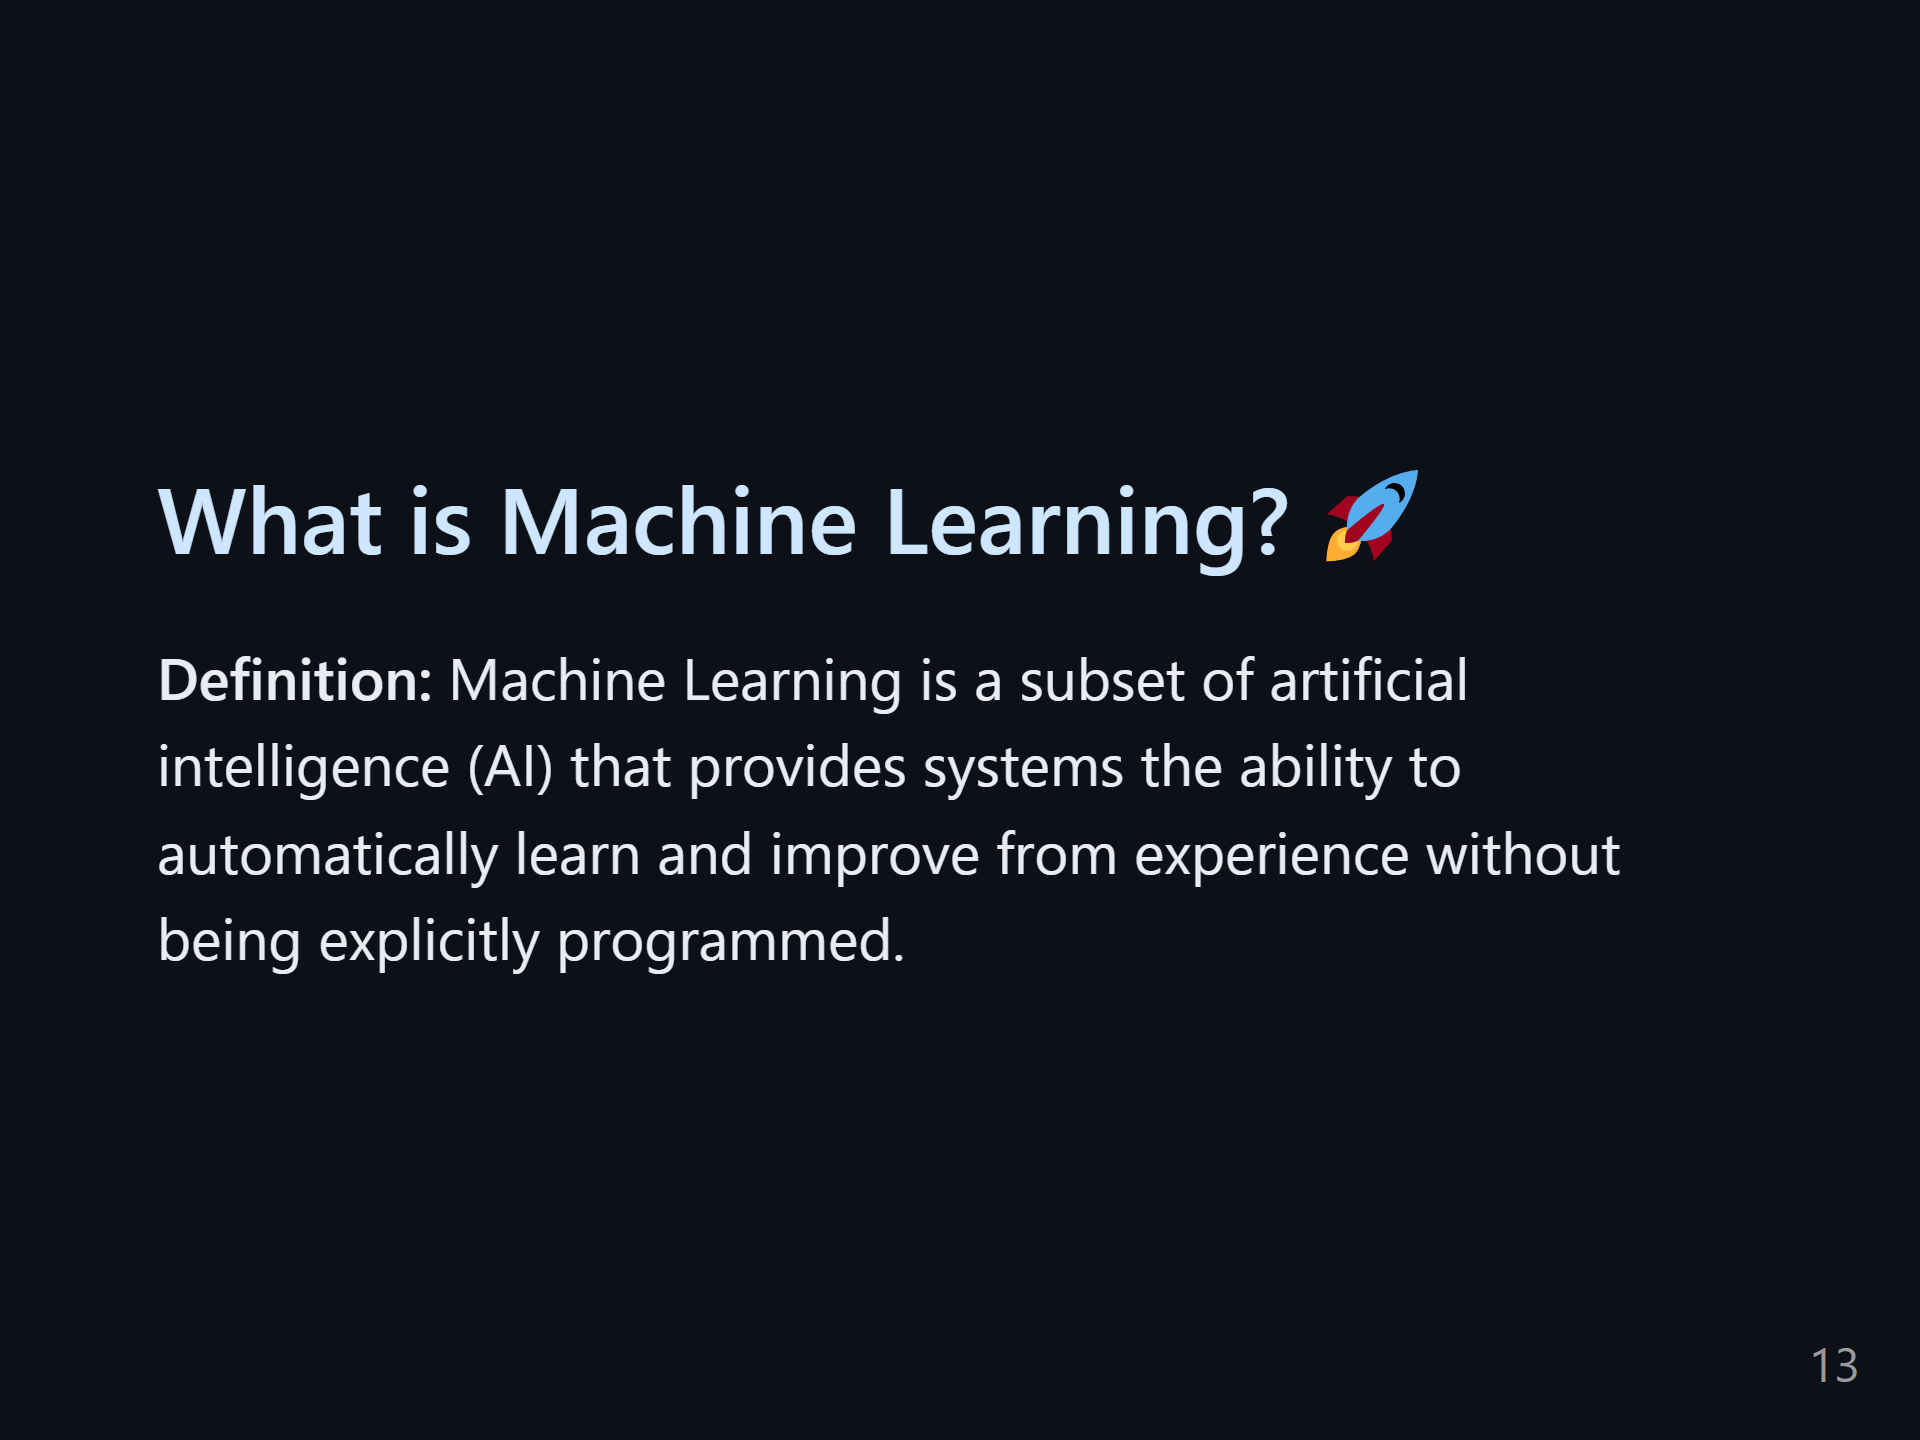 What is Machine Learning? 🚀
Definition: Machine Learning is a subset of artificial
intelligence (AI) that provides systems the ability to
automatically learn and improve from experience without
being explicitly programmed.
13